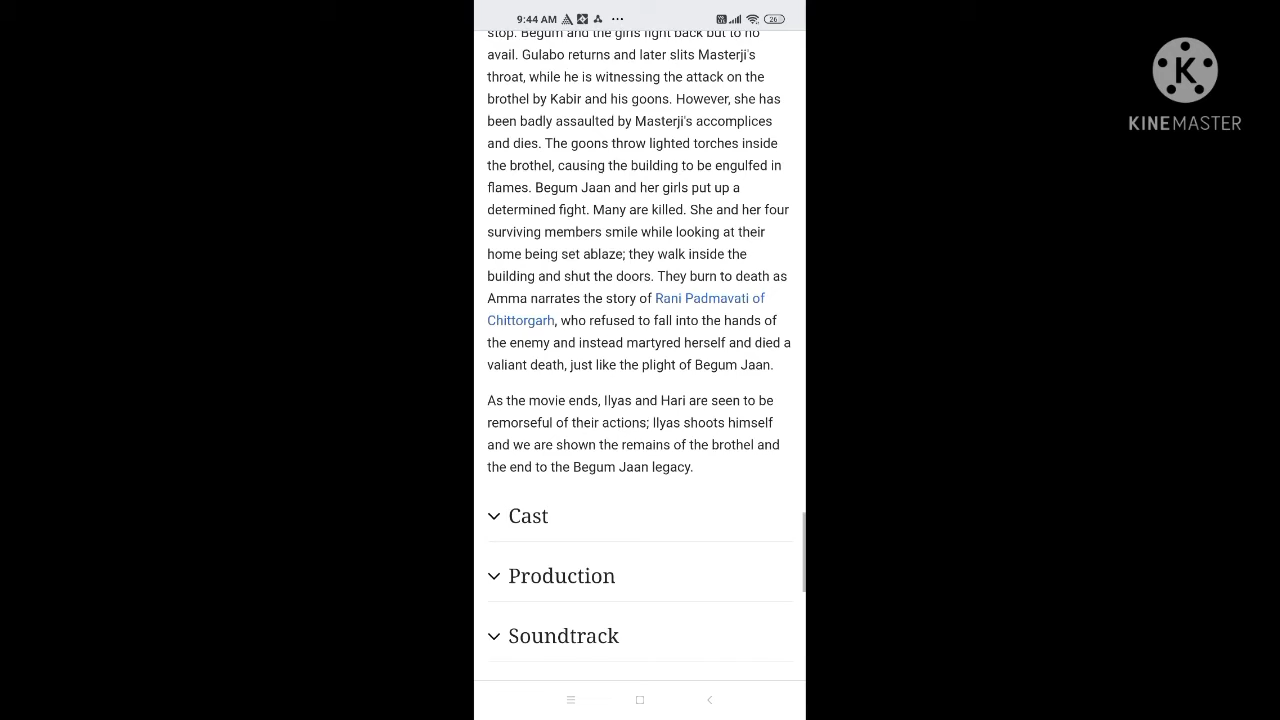 9:44 AM
26
K
KINEMASTER
stop. Begum and the girls fight back but to no
avail. Gulabo returns and later slits Masterji's
throat, while he is witnessing the attack on the
brothel by Kabir and his goons. However, she has
been badly assaulted by Masterji's accomplices
and dies. The goons throw lighted torches inside
the brothel, causing the building to be engulfed in
flames. Begum Jaan and her girls put up a
determined fight. Many are killed. She and her four
surviving members smile while looking at their
home being set ablaze; they walk inside the
building and shut the doors. They burn to death as
Amma narrates the story of Rani Padmavati of
Chittorgarh, who refused to fall into the hands of
the enemy and instead martyred herself and died a
valiant death, just like the plight of Begum Jaan.
As the movie ends, Ilyas and Hari are seen to be
remorseful of their actions; Ilyas shoots himself
and we are shown the remains of the brothel and
the end to the Begum Jaan legacy.
Cast
Production
Soundtrack